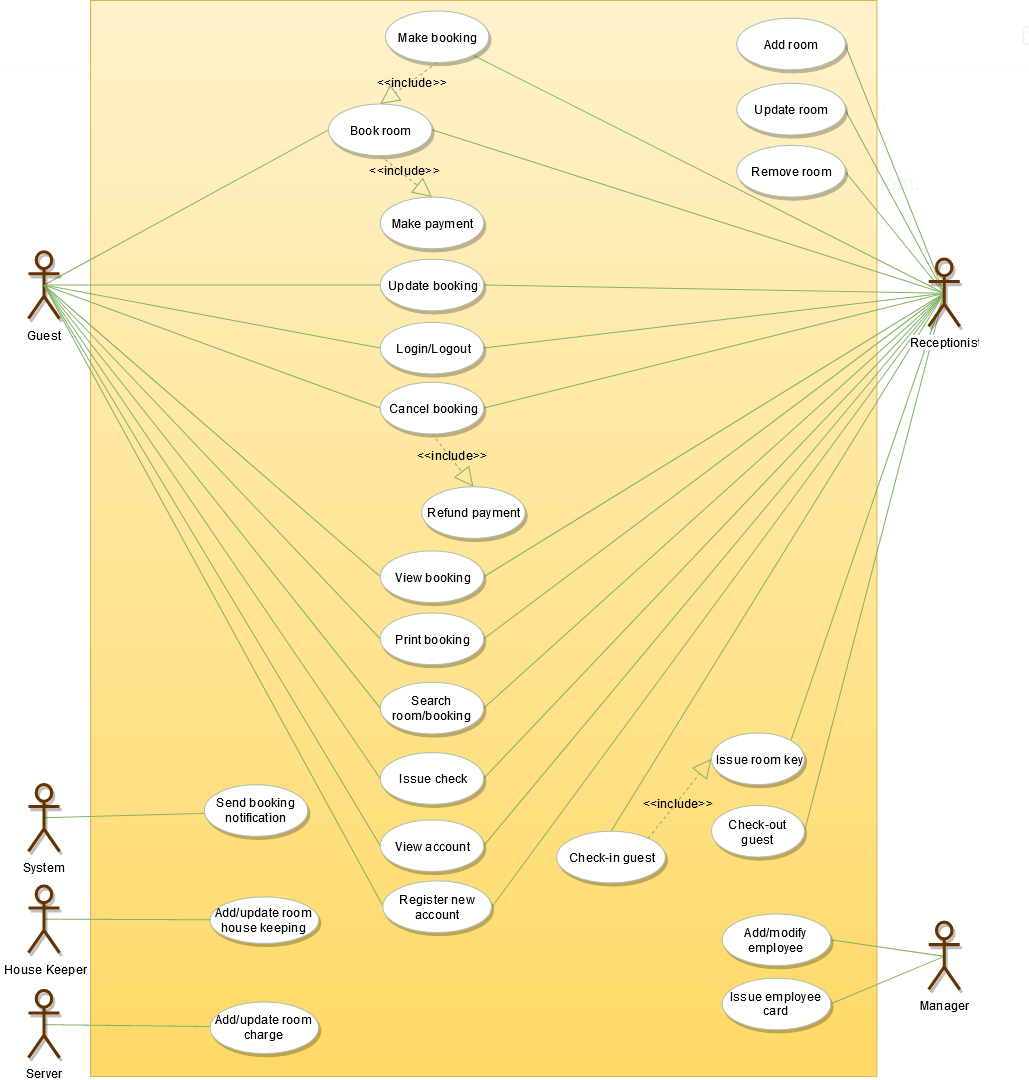 Make booking
Add room
<<include>>
Update room
Book room
<<include>>
Remove room
Make payment
Update booking
Guest
Receptionist
Login/Logout
Cancel booking
<<include>>
Refund payment
View booking
Print booking
Search
room/booking
Issue check
Issue room key
<<include>>
Send booking
notification
Check-out
guest
View account
Check-in guest
System
Register new
account
Add/update room
house keeping
Add/modify
employee
House Keeper
Issue employee
card
Manager
Add/update room
charge
Server